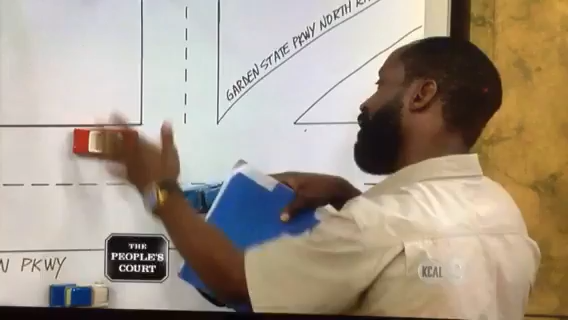 GARDEN STATE PKWY NORTH
N PKWY
THE
PEOPLE'S
COURT
KCAL